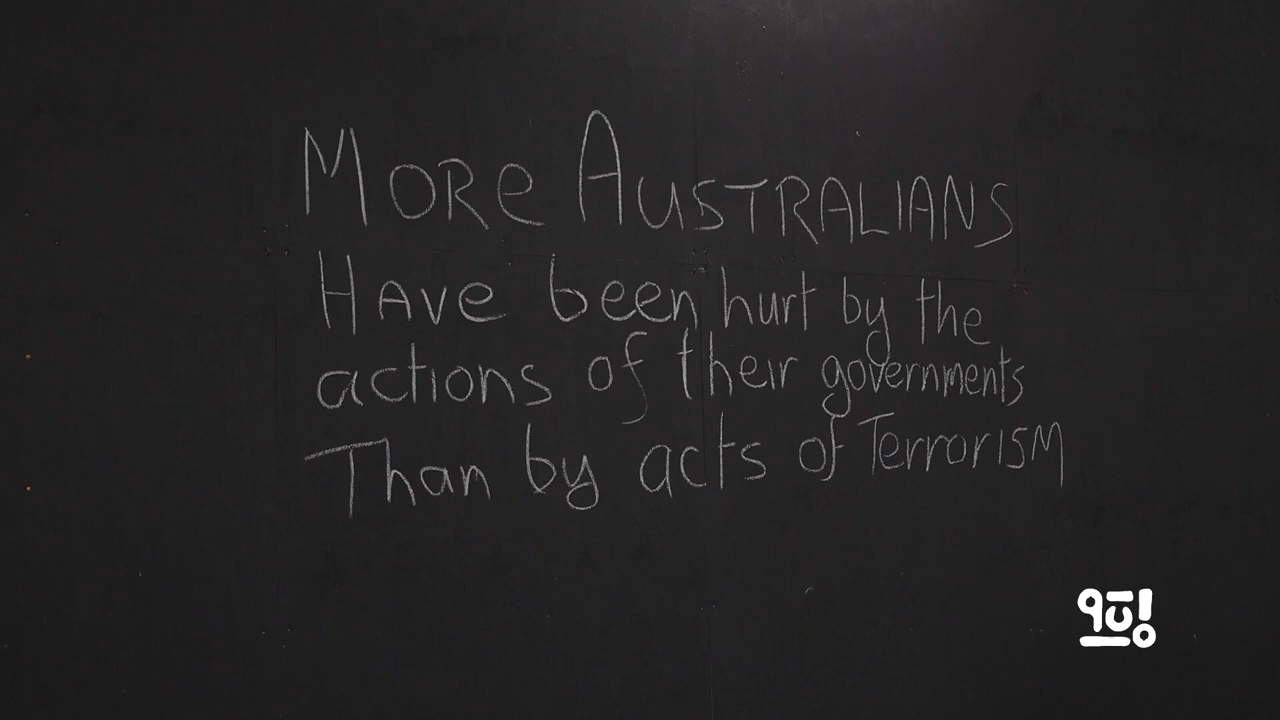 MORe AUSTRALIANS
HAve been hurt by the
actions of their governments
Than by acts of TerrorISM